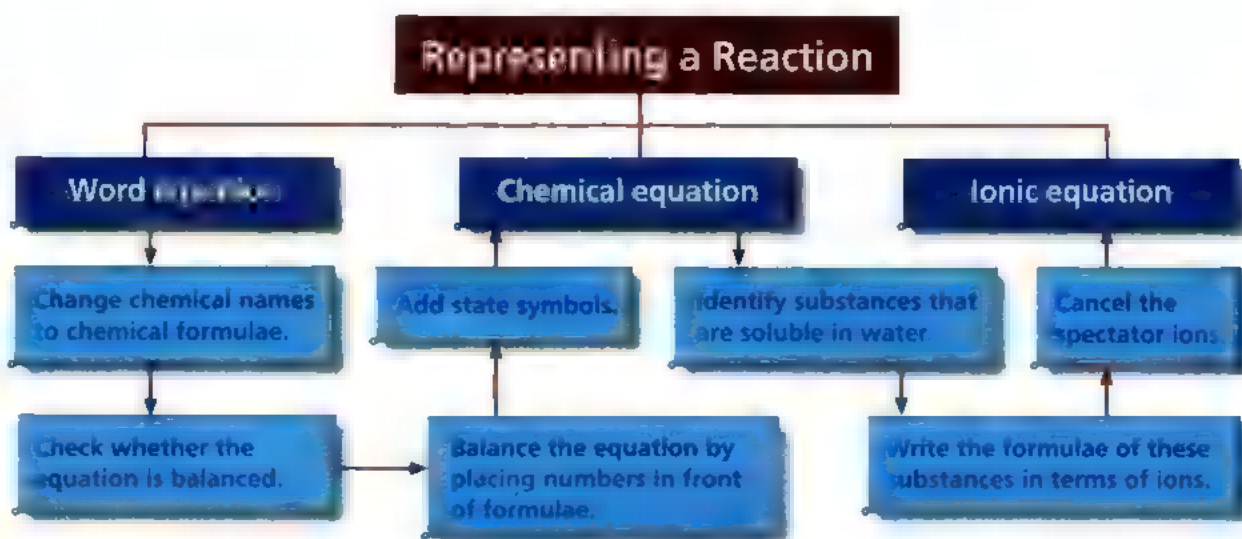 Representing a Reaction
Word
Chemical equation
Ionic equation
Change chemical names
to chemical formulae.
Add state symbols.
Identify substances that
are soluble in water.
Cancel the
spectator ions.
Check whether the
equation is balanced.
Balance the equation by
placing numbers in front
of formulae.
Write the formulae of these
substances in terms of ions.